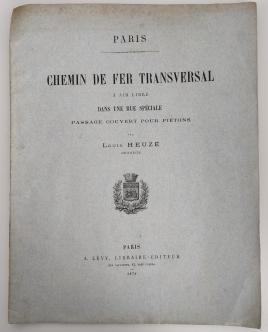 PARIS
CHEMIN DE FER TRANSVERSAL
A AIR LIBRE
DANS UNE RUE SPÉCIALE
PASSAGE COUVERT POUR PIÉTONS
PAR
LOUIS HEUZÉ
ARCHITECTE
PARIS
A. LÉVY, LIBRAIRE-ÉDITEUR